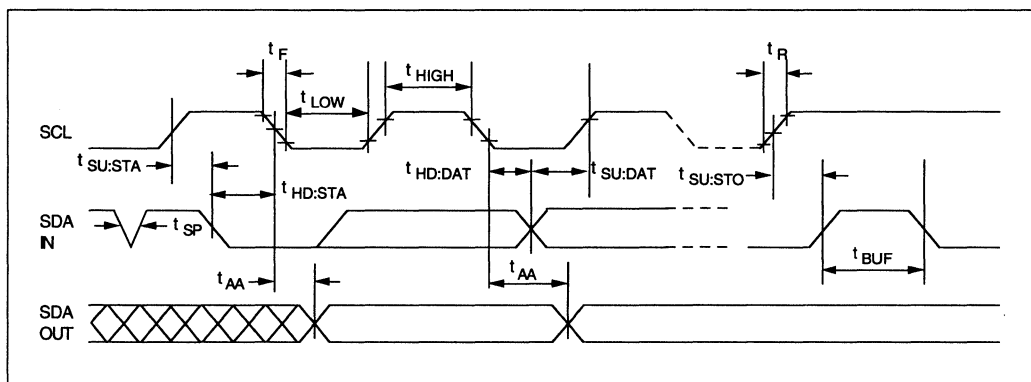 t F
t HIGH
t R
t LOW
SCL
t SU:STA
t HD:STA
t HD:DAT
t SU:DAT
t SU:STO
SDA
IN
t SP
t BUF
t AA
t AA
SDA
OUT